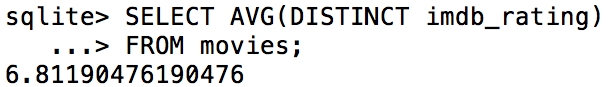 sqlite> SELECT AVG(DISTINCT imdb_rating)
   ...> FROM movies;
6.81190476190476